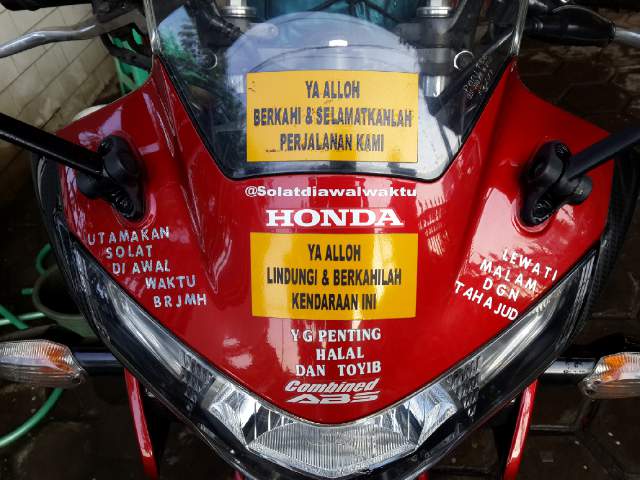 YA ALLOH
BERKAHI & SELAMATKANLAH
PERJALANAN KAMI
@Solatdiawalwaktu
HONDA
UTAMAKAN
SOLAT
DI AWAL
WAKTU
BRJMH
YA ALLOH
LINDUNGI & BERKAHILAH
KENDARAAN INI
LEWATI
MALAM
DGN
TAHAJUD
YG PENTING
HALAL
DAN TOYIB
Combined
ABS